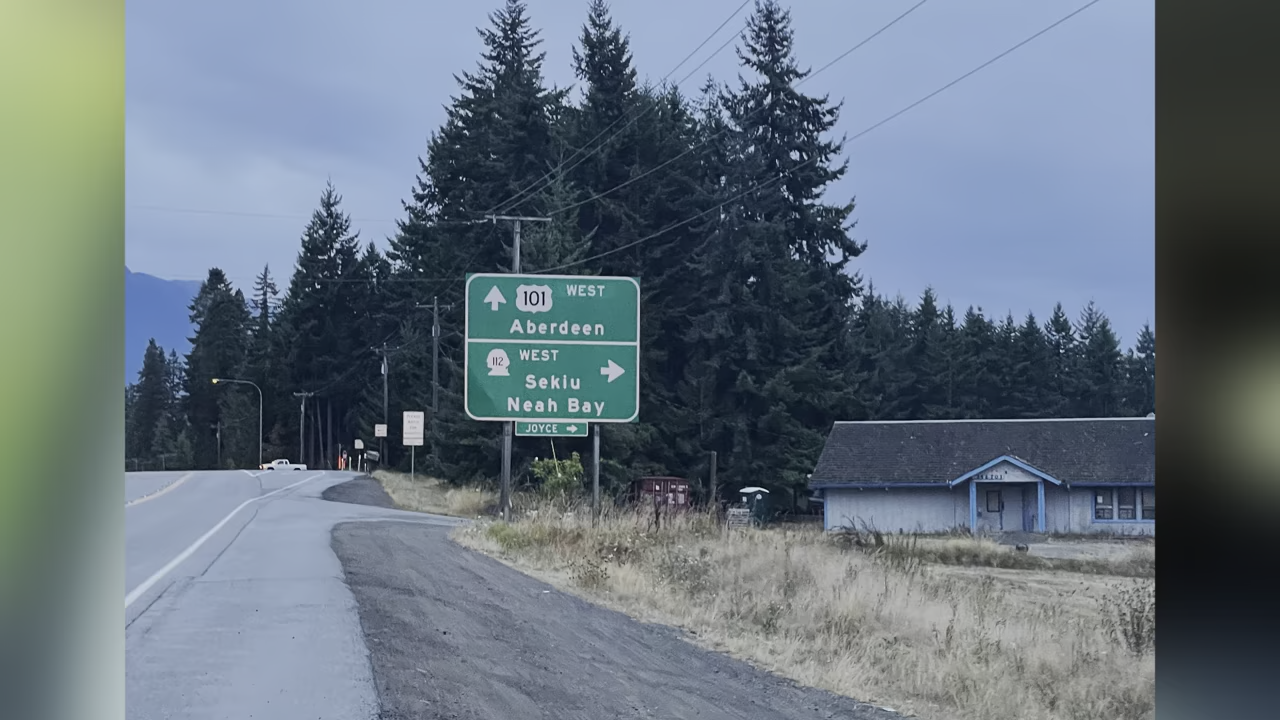 101 WEST
Aberdeen
112 WEST
Sekiu
Neah Bay
JOYCE